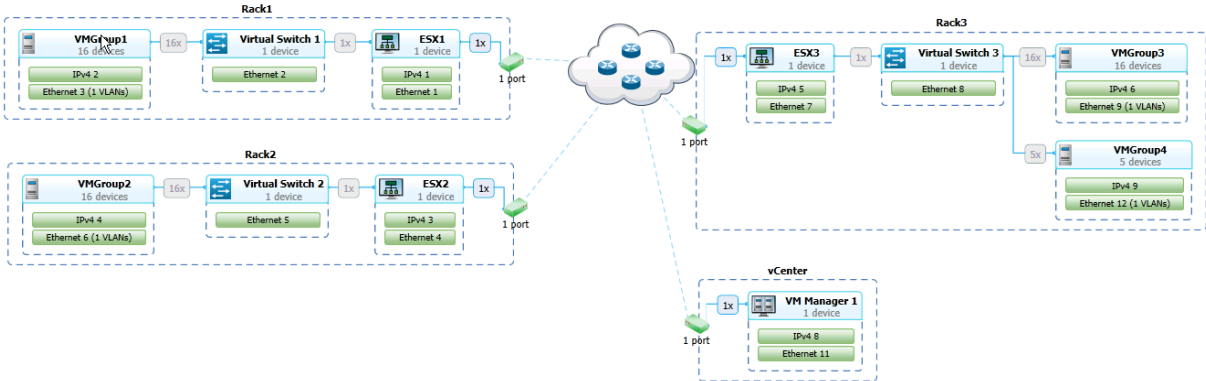 Rack1
VMGroup1
16 devices
IPv4 2
Ethernet 3 (1 VLANs)
16x
Virtual Switch 1
1 device
Ethernet 2
1x
ESX1
1 device
IPv4 1
Ethernet 1
1x
1 port
Rack2
VMGroup2
16 devices
IPv4 4
Ethernet 6 (1 VLANs)
16x
Virtual Switch 2
1 device
Ethernet 5
1x
ESX2
1 device
IPv4 3
Ethernet 4
1x
1 port
Rack3
1 port
1x
ESX3
1 device
IPv4 5
Ethernet 7
1x
Virtual Switch 3
1 device
Ethernet 8
16x
VMGroup3
16 devices
IPv4 6
Ethernet 9 (1 VLANs)
5x
VMGroup4
5 devices
IPv4 9
Ethernet 12 (1 VLANs)
vCenter
1 port
1x
VM Manager 1
1 device
IPv4 8
Ethernet 11